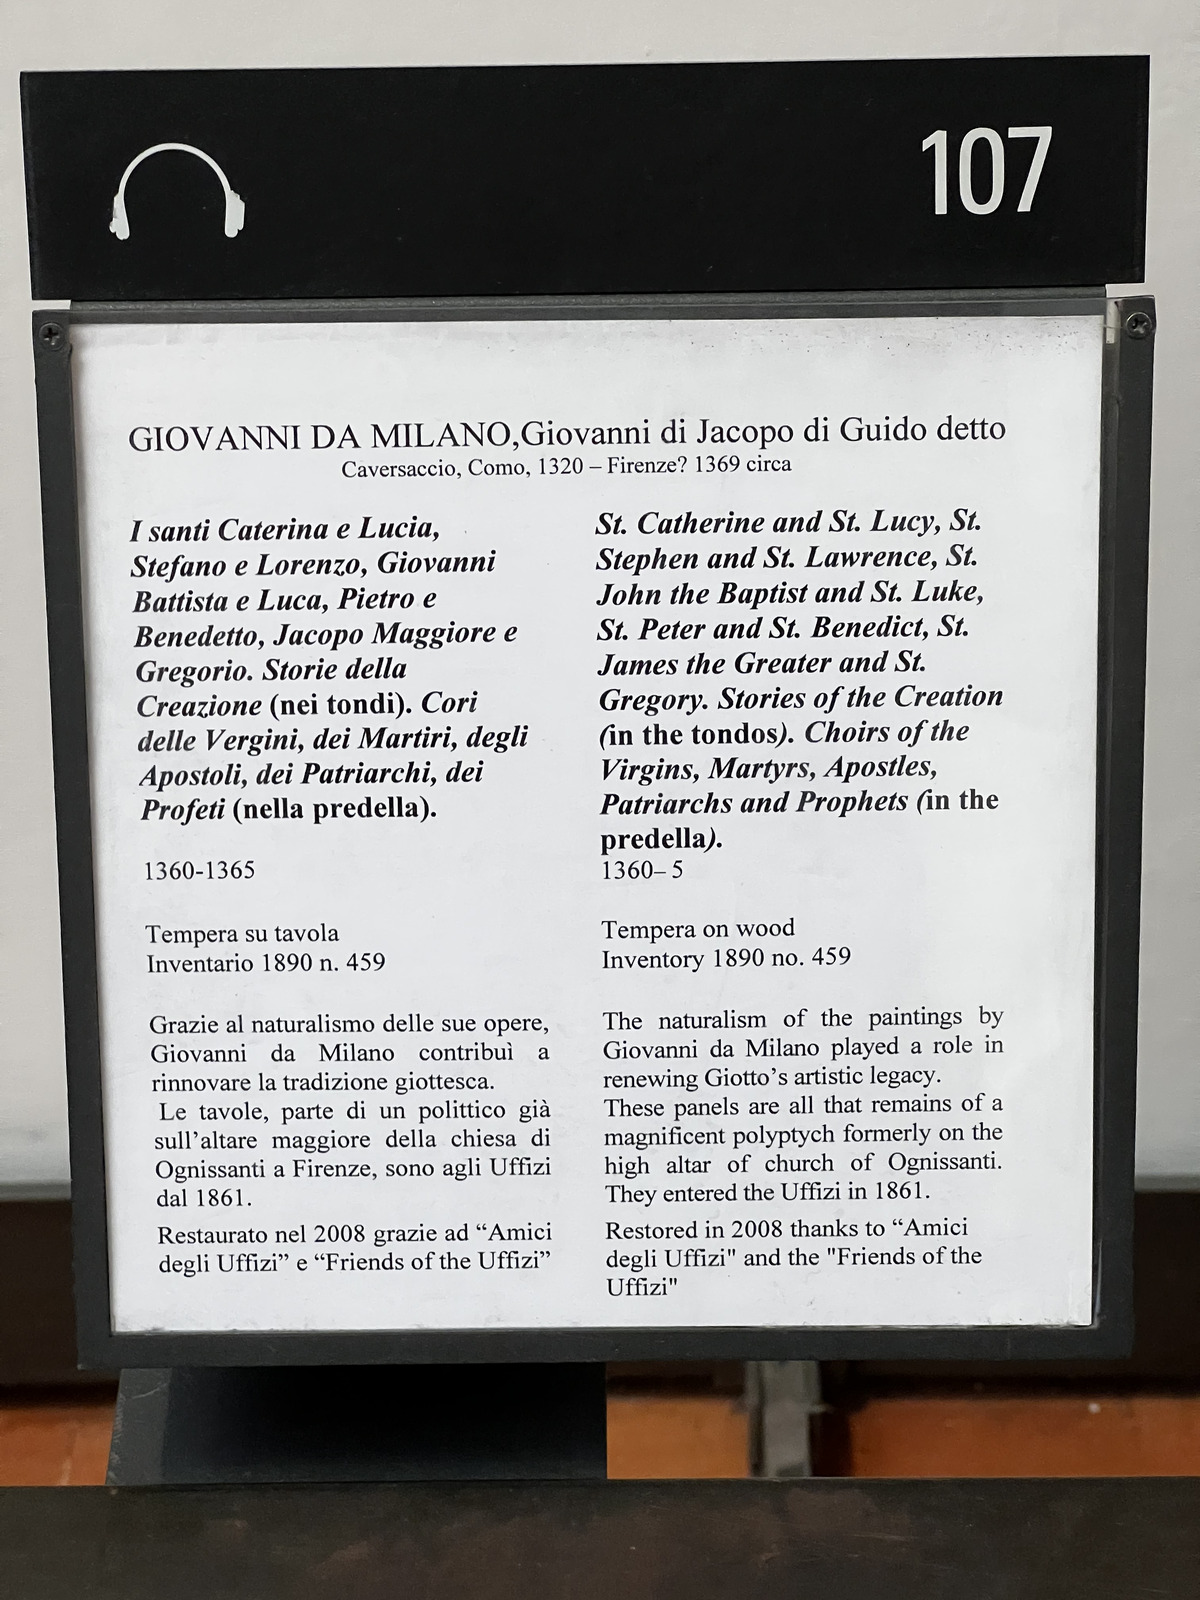 107
GIOVANNI DA MILANO,Giovanni di Jacopo di Guido detto
Caversaccio, Como, 1320 – Firenze? 1369 circa
I santi Caterina e Lucia,
Stefano e Lorenzo, Giovanni
Battista e Luca, Pietro e
Benedetto, Jacopo Maggiore e
Gregorio. Storie della
Creazione (nei tondi). Cori
delle Vergini, dei Martiri, degli
Apostoli, dei Patriarchi, dei
Profeti (nella predella).
1360-1365
Tempera su tavola
Inventario 1890 n. 459
Grazie al naturalismo delle sue opere,
Giovanni da Milano contribuì a
rinnovare la tradizione giottesca.
Le tavole, parte di un polittico già
sull’altare maggiore della chiesa di
Ognissanti a Firenze, sono agli Uffizi
dal 1861.
Restaurato nel 2008 grazie ad “Amici
degli Uffizi” e “Friends of the Uffizi”
St. Catherine and St. Lucy, St.
Stephen and St. Lawrence, St.
John the Baptist and St. Luke,
St. Peter and St. Benedict, St.
James the Greater and St.
Gregory. Stories of the Creation
(in the tondos). Choirs of the
Virgins, Martyrs, Apostles,
Patriarchs and Prophets (in the
predella).
1360– 5
Tempera on wood
Inventory 1890 no. 459
The naturalism of the paintings by
Giovanni da Milano played a role in
renewing Giotto’s artistic legacy.
These panels are all that remains of a
magnificent polyptych formerly on the
high altar of church of Ognissanti.
They entered the Uffizi in 1861.
Restored in 2008 thanks to “Amici
degli Uffizi" and the "Friends of the
Uffizi"